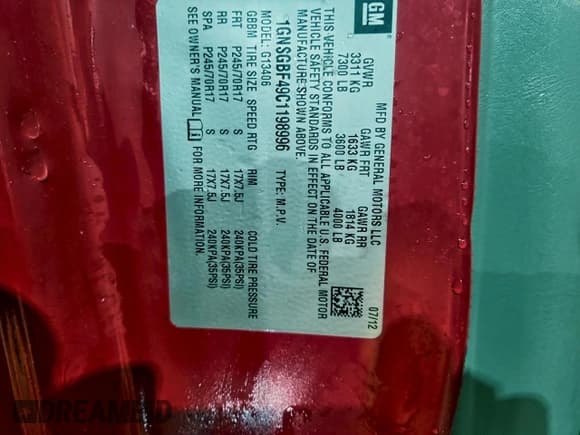 GM
MFD BY GENERAL MOTORS LLC 07/12
GVWR GAWR FRT GAWR RR
3311 KG 1633 KG 1814 KG
7300 LB 3600 LB 4000 LB
THIS VEHICLE CONFORMS TO ALL APPLICABLE U.S. FEDERAL MOTOR
VEHICLE SAFETY STANDARDS IN EFFECT ON THE DATE OF
MANUFACTURE SHOWN ABOVE.
1GNSGBF49C1198996 TYPE: M.P.V.
GBBM G13406
TIRE SIZE SPEED RTG RIM COLD TIRE PRESSURE
FRT P245/70R17 S 17X7.5J 240KPA(35PSI)
RR P245/70R17 S 17X7.5J 240KPA(35PSI)
SPA P245/70R17 S 17X7.5J 240KPA(35PSI)
SEE OWNER'S MANUAL FOR MORE INFORMATION.
DREAMBID